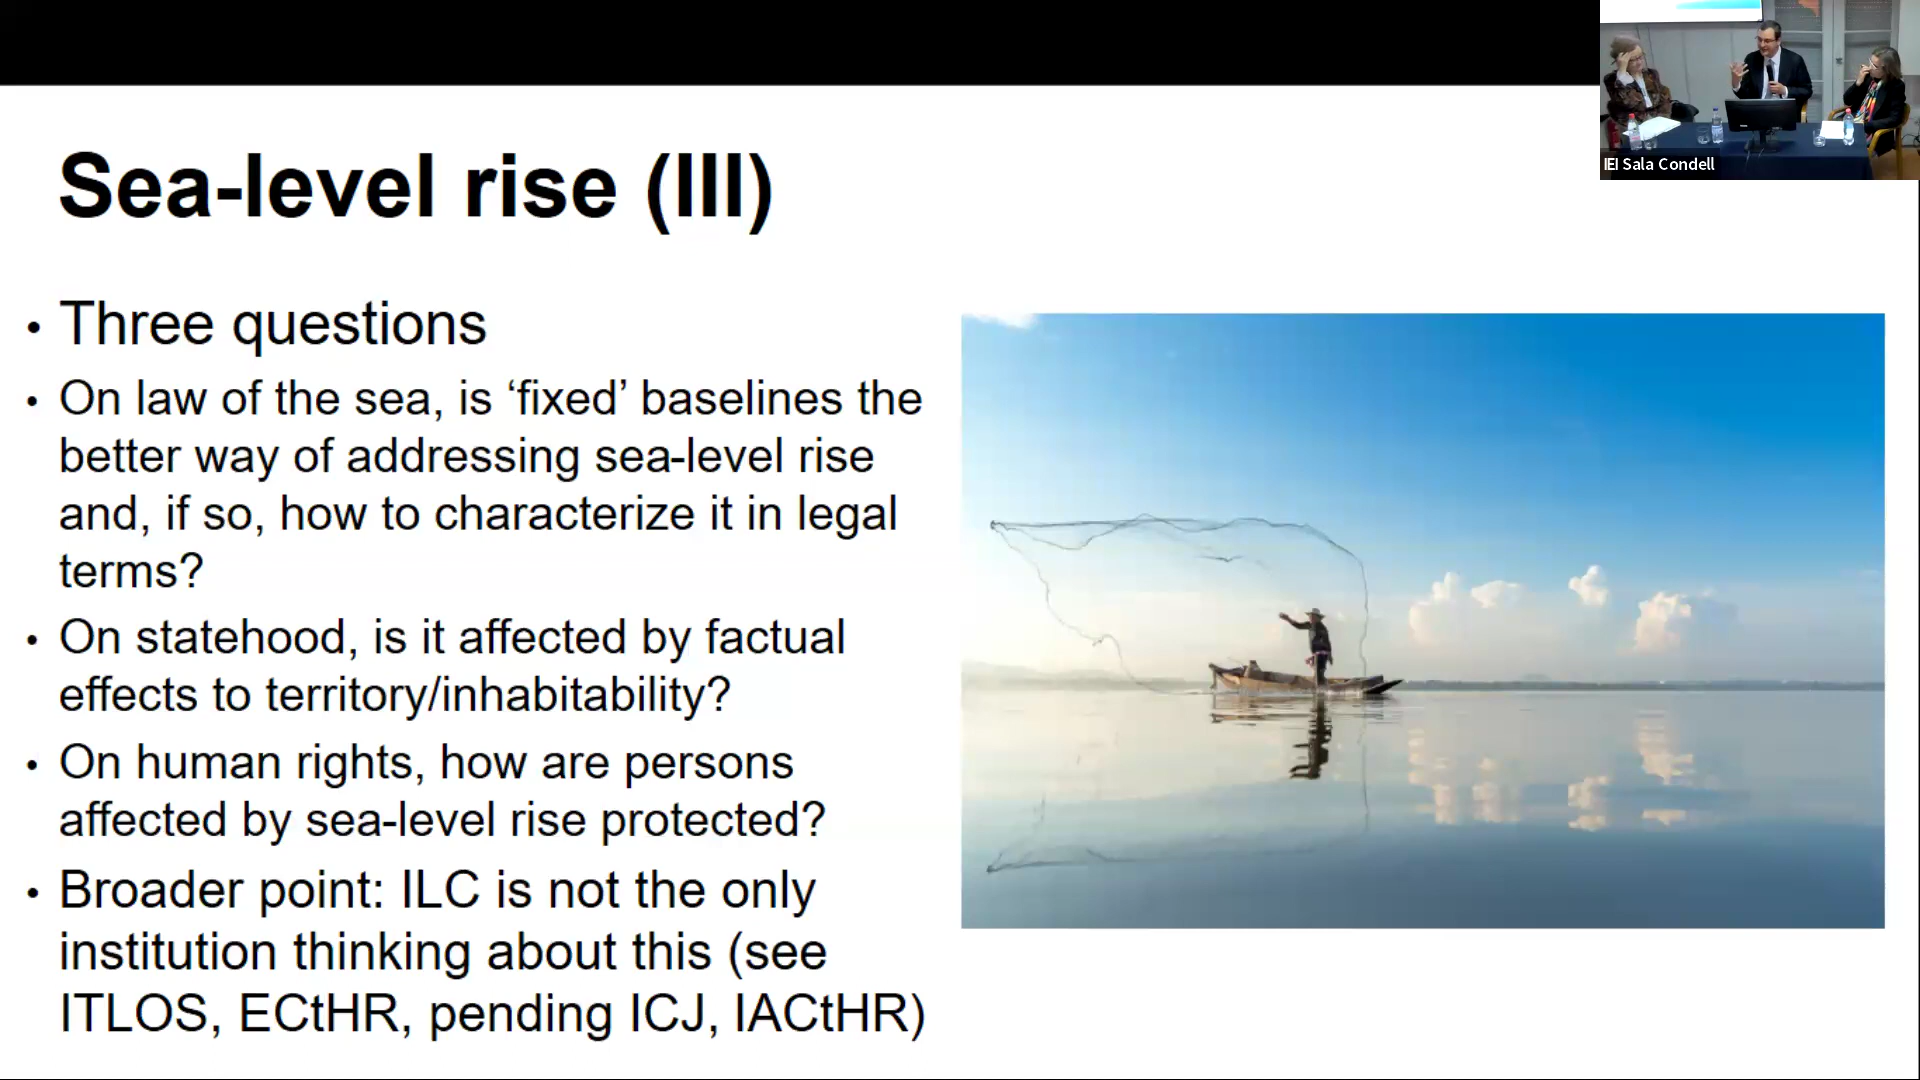 IEI Sala Condell
Sea-level rise (III)
• Three questions
• On law of the sea, is ‘fixed’ baselines the
better way of addressing sea-level rise
and, if so, how to characterize it in legal
terms?
• On statehood, is it affected by factual
effects to territory/inhabitability?
• On human rights, how are persons
affected by sea-level rise protected?
• Broader point: ILC is not the only
institution thinking about this (see
ITLOS, ECtHR, pending ICJ, IACtHR)